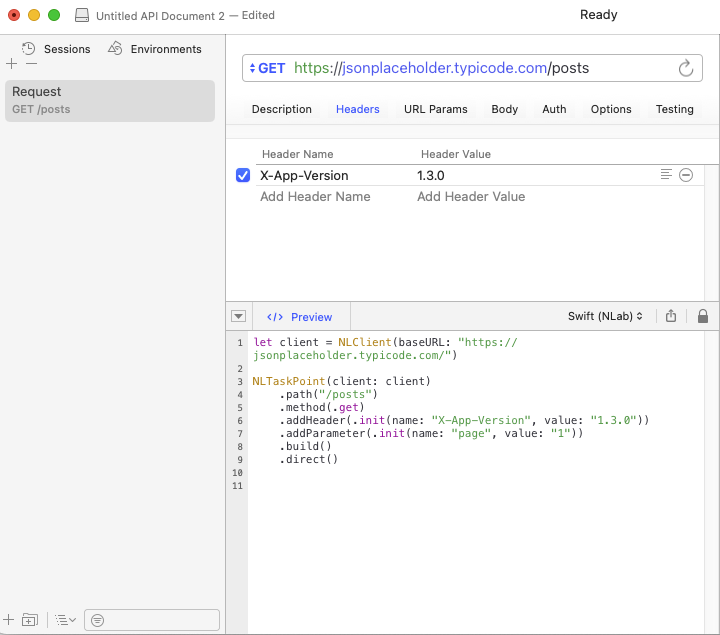 Untitled API Document 2 — Edited
Ready
Sessions
Environments
Request
GET /posts
GET https://jsonplaceholder.typicode.com/posts
Description Headers URL Params Body Auth Options Testing
Header Name Header Value
X-App-Version 1.3.0
Add Header Name Add Header Value
</> Preview
Swift (NLab)
1 let client = NLClient(baseURL: "https://
jsonplaceholder.typicode.com/")
2
3 NLTaskPoint(client: client)
4 .path("/posts")
5 .method(.get)
6 .addHeader(.init(name: "X-App-Version", value: "1.3.0"))
7 .addParameter(.init(name: "page", value: "1"))
8 .build()
9 .direct()
10
11